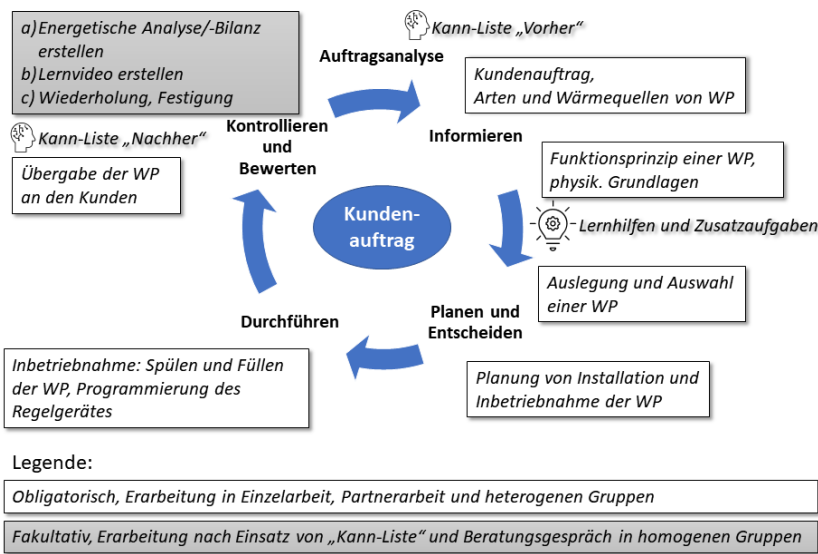 a) Energetische Analyse/-Bilanz
erstellen
b) Lernvideo erstellen
c) Wiederholung, Festigung
Kann-Liste „Vorher“
Auftragsanalyse
Kundenauftrag,
Arten und Wärmequellen von WP
Informieren
Funktionsprinzip einer WP,
physik. Grundlagen
Lernhilfen und Zusatzaufgaben
Auslegung und Auswahl
einer WP
Planen und
Entscheiden
Planung von Installation und
Inbetriebnahme der WP
Durchführen
Inbetriebnahme: Spülen und Füllen
der WP, Programmierung des
Regelgerätes
Kontrollieren
und
Bewerten
Kann-Liste „Nachher“
Übergabe der WP
an den Kunden
Kunden-
auftrag
Legende:
Obligatorisch, Erarbeitung in Einzelarbeit, Partnerarbeit und heterogenen Gruppen
Fakultativ, Erarbeitung nach Einsatz von „Kann-Liste“ und Beratungsgespräch in homogenen Gruppen